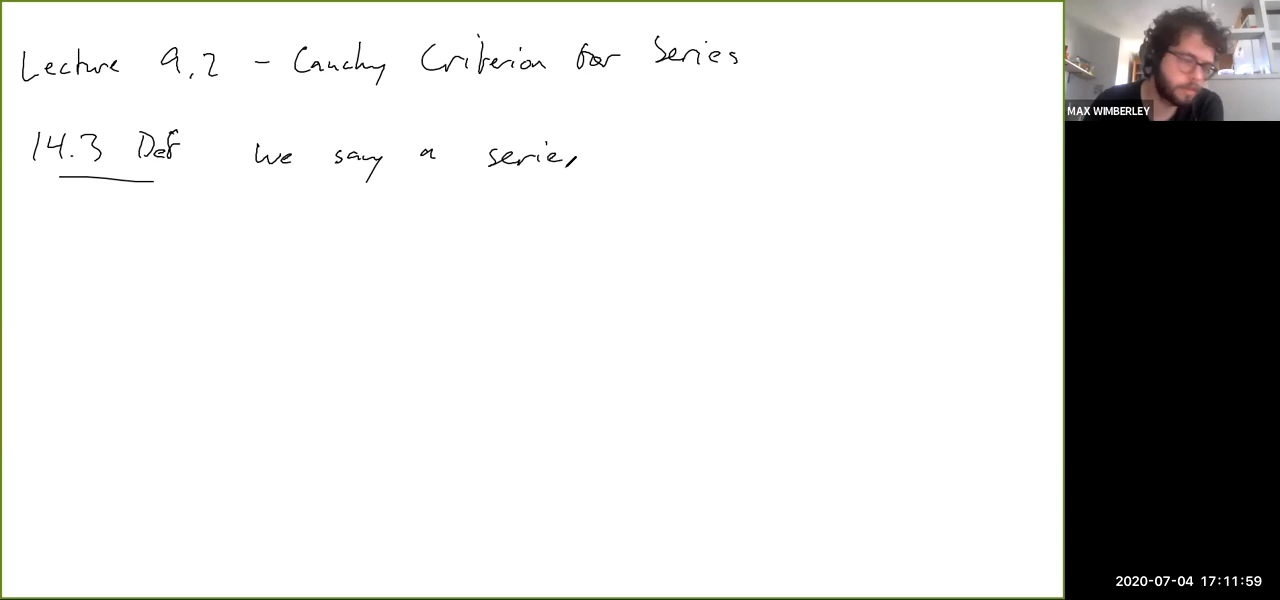 Lecture 9.2 - Cauchy Criterion for Series
14.3 Def We say a series
MAX WIMBERLEY
2020-07-04 17:11:59